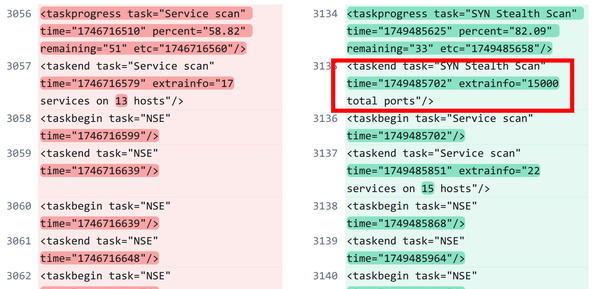 3056 <taskprogress task="Service scan"
time="1746716510" percent="58.82"
remaining="51" etc="1746716560"/>
3057 <taskend task="Service scan"
time="1746716579" extrainfo="17
services on 13 hosts"/>
3058 <taskbegin task="NSE"
time="1746716599"/>
3059 <taskend task="NSE"
time="1746716639"/>
3060 <taskbegin task="NSE"
time="1746716639"/>
3061 <taskend task="NSE"
time="1746716648"/>
3062 <taskbegin task="NSE"
3134 <taskprogress task="SYN Stealth Scan"
time="1749485625" percent="82.09"
remaining="33" etc="1749485658"/>
3135 <taskend task="SYN Stealth Scan"
time="1749485702" extrainfo="15000
total ports"/>
3136 <taskbegin task="Service scan"
time="1749485702"/>
3137 <taskend task="Service scan"
time="1749485851" extrainfo="22
services on 15 hosts"/>
3138 <taskbegin task="NSE"
time="1749485868"/>
3139 <taskend task="NSE"
time="1749485964"/>
3140 <taskbegin task="NSE"